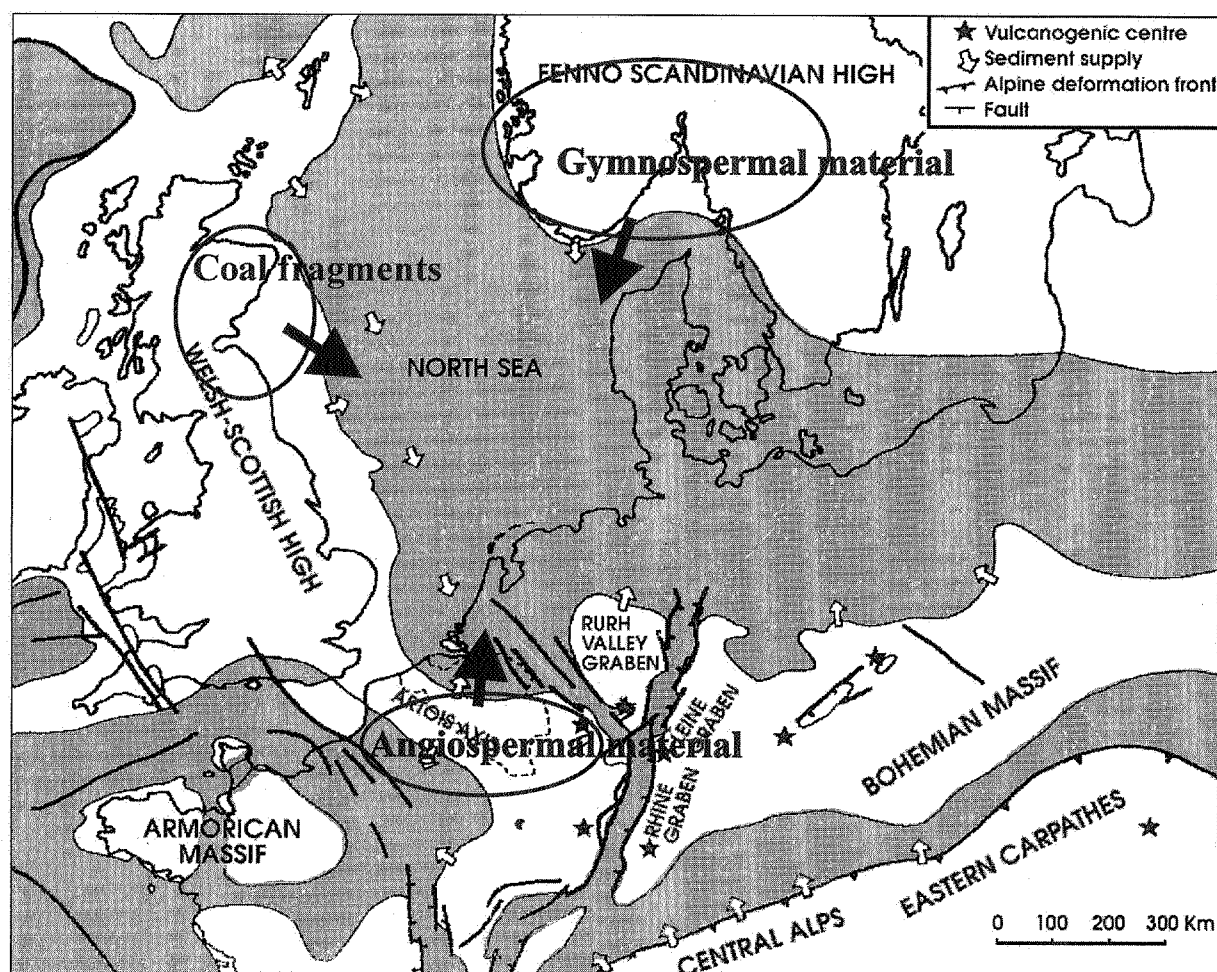 Vulcanogenic centre
Sediment supply
Alpine deformation front
Fault
FENNO SCANDINAVIAN HIGH
Gymnospermal material
Coal fragments
NORTH SEA
WELSH-SCOTTISH HIGH
RURH
VALLEY
GRABEN
ARTOIS AXIS
Angiospermal material
LEINE
GRABEN
RHINE
GRABEN
BOHEMIAN MASSIF
ARMORICAN
MASSIF
EASTERN CARPATHES
CENTRAL ALPS
0 100 200 300 Km